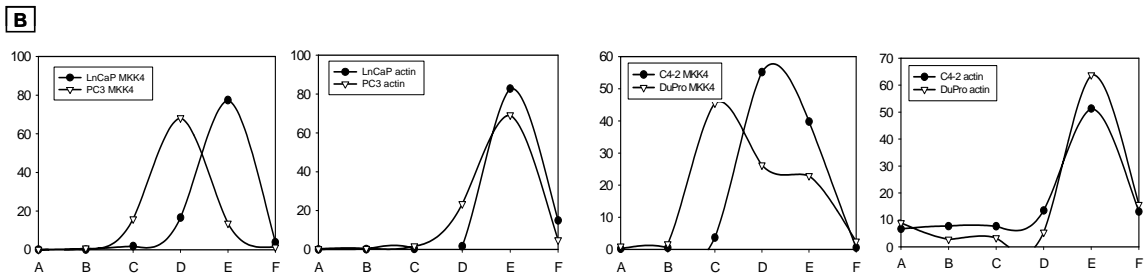 B
100
80
60
40
20
0
A B C D E F
LnCaP MKK4
PC3 MKK4
100
80
60
40
20
0
A B C D E F
LnCaP actin
PC3 actin
60
50
40
30
20
10
0
A B C D E F
C4-2 MKK4
DuPro MKK4
70
60
50
40
30
20
10
0
A B C D E F
C4-2 actin
DuPro actin